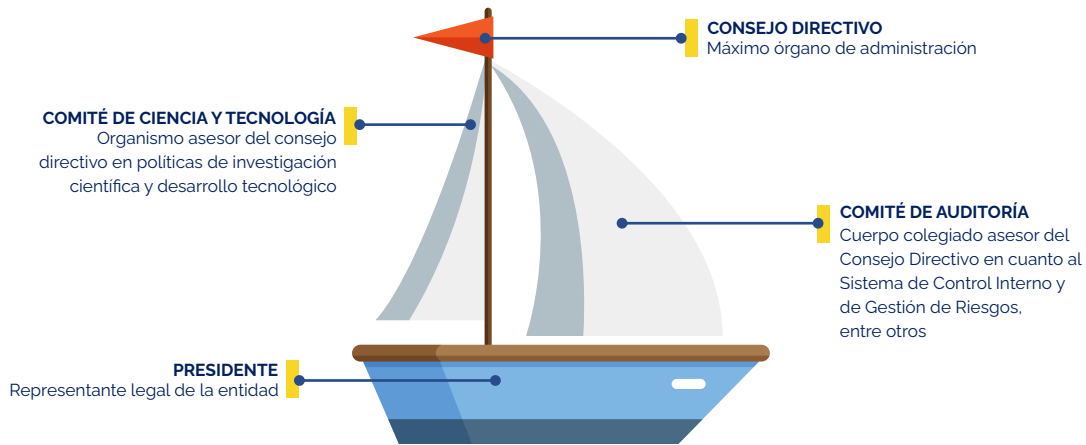 CONSEJO DIRECTIVO
Máximo órgano de administración
COMITÉ DE CIENCIA Y TECNOLOGÍA
Organismo asesor del consejo
directivo en políticas de investigación
científica y desarrollo tecnológico
COMITÉ DE AUDITORÍA
Cuerpo colegiado asesor del
Consejo Directivo en cuanto al
Sistema de Control Interno y
de Gestión de Riesgos,
entre otros
PRESIDENTE
Representante legal de la entidad